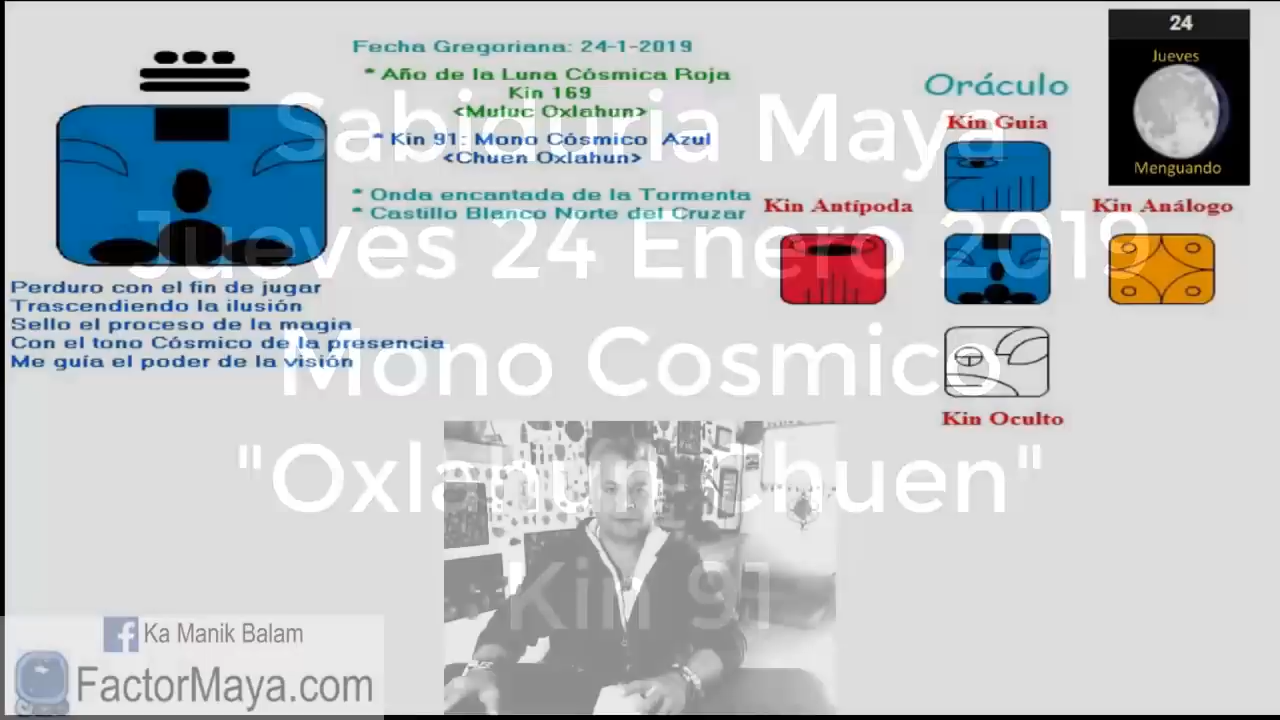 Fecha Gregoriana: 24-1-2019
* Año de la Luna Cósmica Roja
Kin 169
<Muluc Oxlahun>
* Kin 91: Mono Cósmico Azul
<Chuen Oxlahun>
* Onda encantada de la Tormenta
* Castillo Blanco Norte del Cruzar
Perduro con el fin de jugar
Trascendiendo la ilusión
Sello el proceso de la magia
Con el tono Cósmico de la presencia
Me guía el poder de la visión
Oráculo
Kin Guia
Kin Antípoda
Kin Análogo
Kin Oculto
24
Jueves
Menguando
Sabiduria Maya
Jueves 24 Enero 2019
Mono Cosmico
"Oxlahun Chuen"
Kin 91
Ka Manik Balam
FactorMaya.com